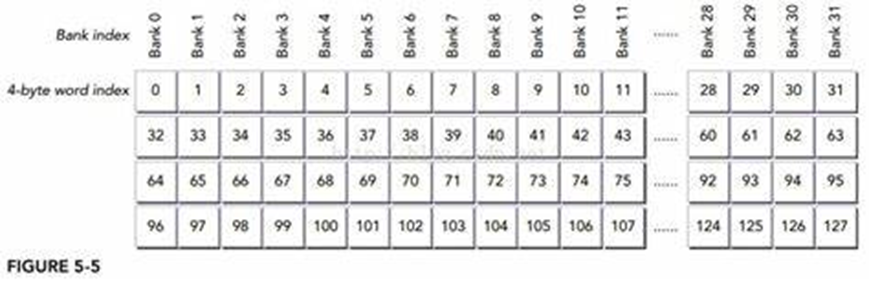 Bank index Bank 0 Bank 1 Bank 2 Bank 3 Bank 4 Bank 5 Bank 6 Bank 7 Bank 8 Bank 9 Bank 10 Bank 11 ...... Bank 28 Bank 29 Bank 30 Bank 31
4-byte word index 0 1 2 3 4 5 6 7 8 9 10 11 ...... 28 29 30 31
32 33 34 35 36 37 38 39 40 41 42 43 ...... 60 61 62 63
64 65 66 67 68 69 70 71 72 73 74 75 ...... 92 93 94 95
96 97 98 99 100 101 102 103 104 105 106 107 ...... 124 125 126 127
FIGURE 5-5